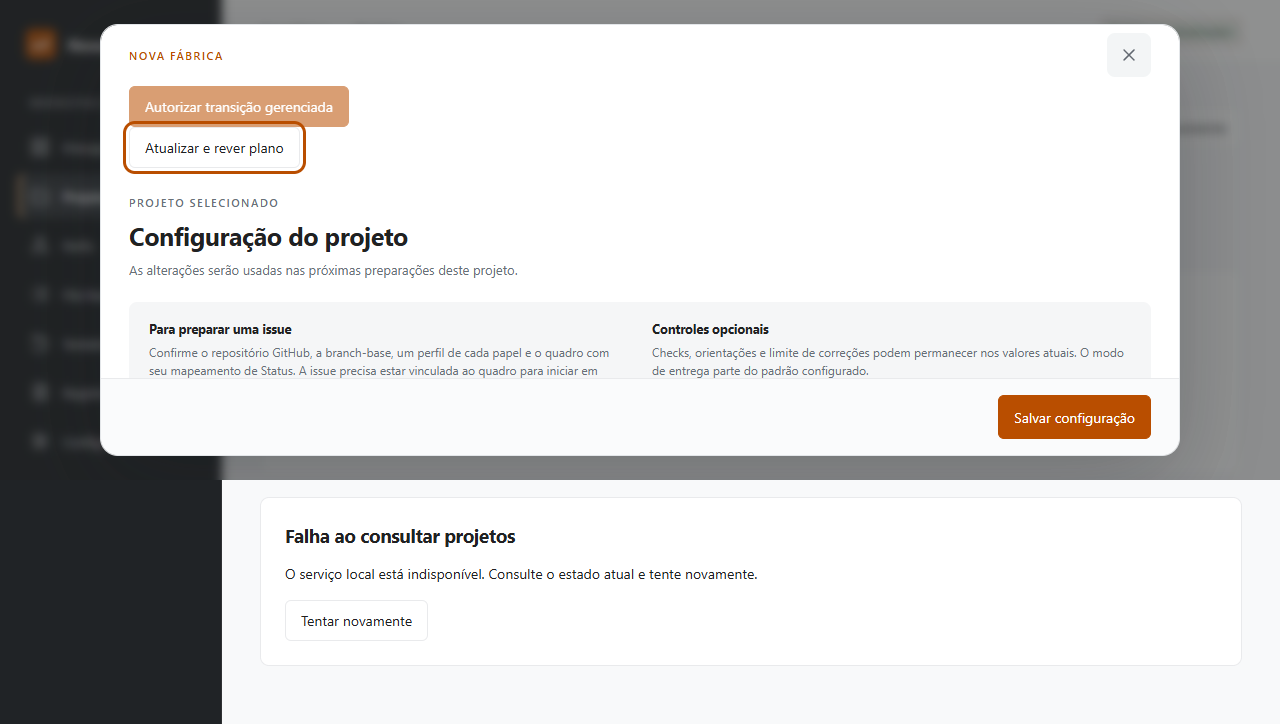 NOVA FÁBRICA
Autorizar transição gerenciada
Atualizar e rever plano
PROJETO SELECIONADO
Configuração do projeto
As alterações serão usadas nas próximas preparações deste projeto.
Para preparar uma issue
Confirme o repositório GitHub, a branch-base, um perfil de cada papel e o quadro com
seu mapeamento de Status. A issue precisa estar vinculada ao quadro para iniciar em
Controles opcionais
Checks, orientações e limite de correções podem permanecer nos valores atuais. O modo
de entrega parte do padrão configurado.
Salvar configuração
Falha ao consultar projetos
O serviço local está indisponível. Consulte o estado atual e tente novamente.
Tentar novamente